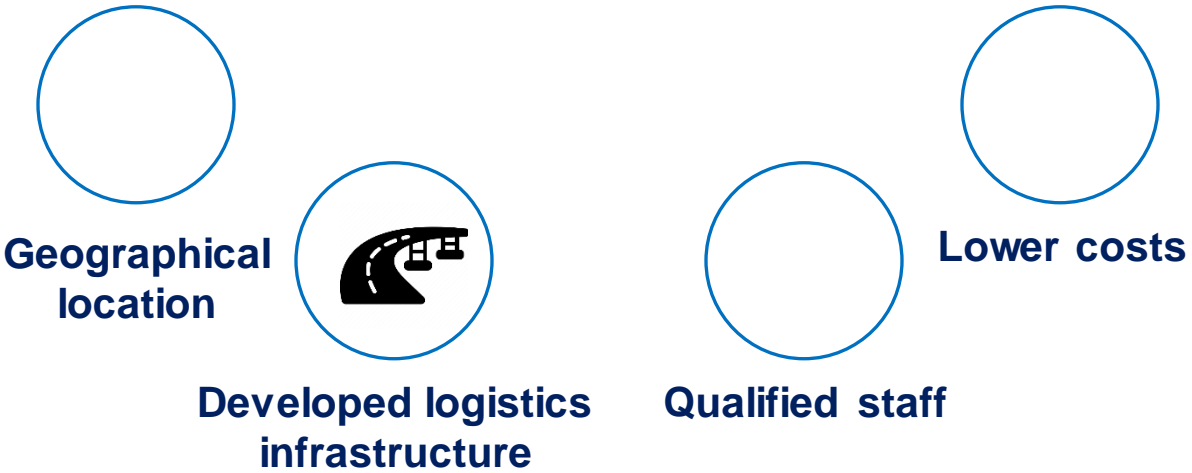 Geographical
location
Developed logistics
infrastructure
Qualified staff
Lower costs